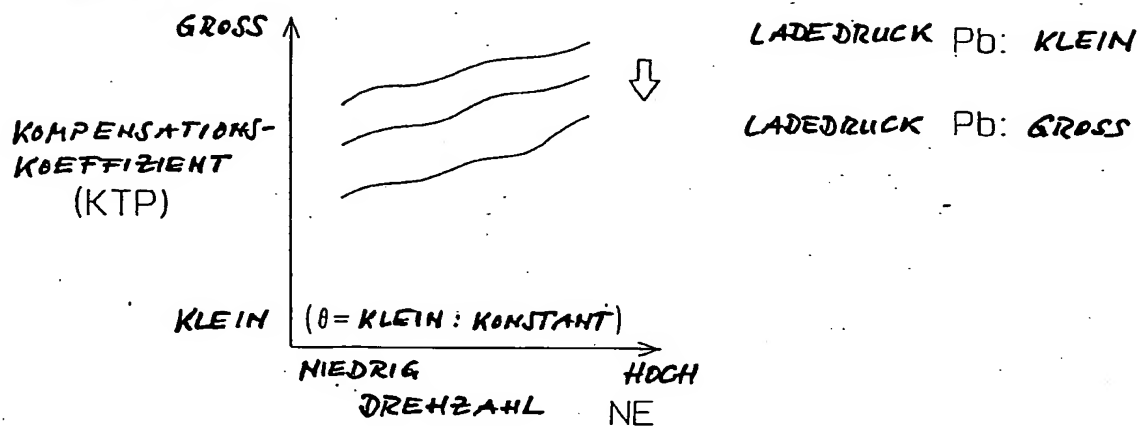 GROSS
LADEDRUCK Pb: KLEIN
KOMPENSATIONS-
KOEFFIZIENT
(KTP)
LADEDRUCK Pb: GROSS
KLEIN
(θ = KLEIN : KONSTANT)
NIEDRIG
HOCH
DREHZAHL NE